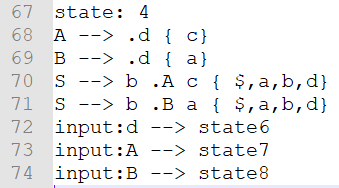 67 state: 4
68 A --> .d { c}
69 B --> .d { a}
70 S --> b .A c { $,a,b,d}
71 S --> b .B a { $,a,b,d}
72 input:d --> state6
73 input:A --> state7
74 input:B --> state8